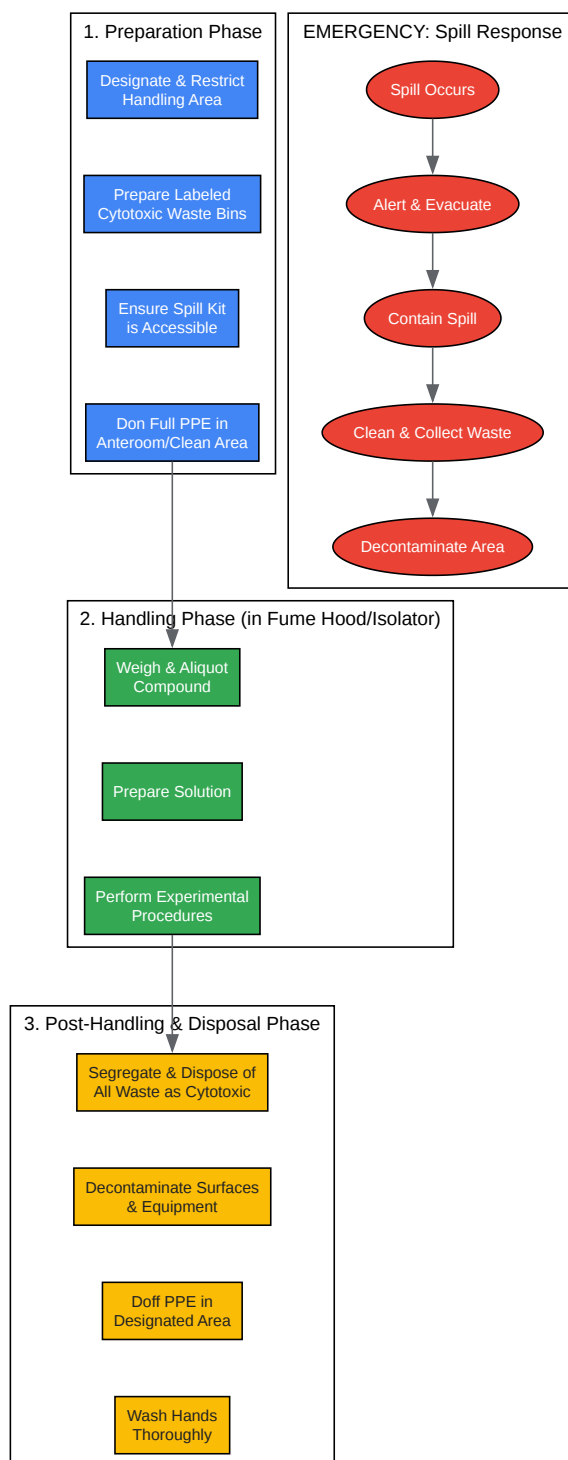 1. Preparation Phase
Designate & Restrict
Handling Area
Prepare Labeled
Cytotoxic Waste Bins
Ensure Spill Kit
is Accessible
Don Full PPE in
Anteroom/Clean Area
EMERGENCY: Spill Response
Spill Occurs
Alert & Evacuate
Contain Spill
Clean & Collect Waste
Decontaminate Area
2. Handling Phase (in Fume Hood/Isolator)
Weigh & Aliquot
Compound
Prepare Solution
Perform Experimental
Procedures
3. Post-Handling & Disposal Phase
Segregate & Dispose of
All Waste as Cytotoxic
Decontaminate Surfaces
& Equipment
Doff PPE in
Designated Area
Wash Hands
Thoroughly